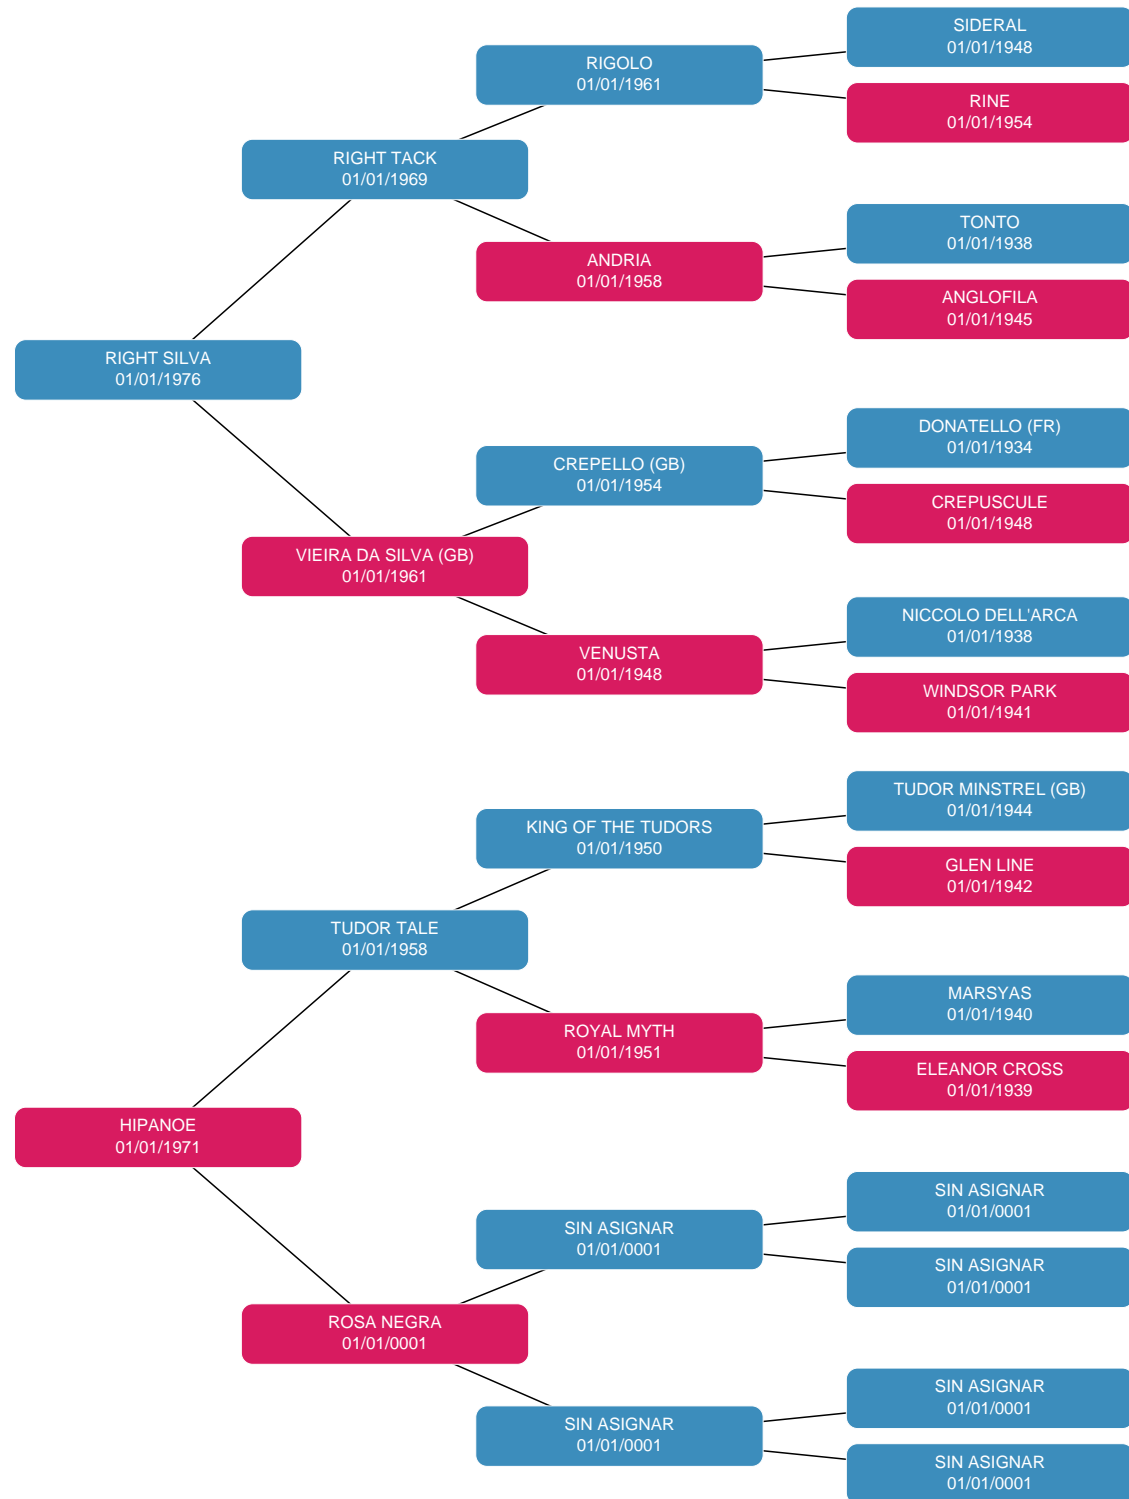 SIDERAL
01/01/1948
RIGOLO
01/01/1961
RINE
01/01/1954
RIGHT TACK
01/01/1969
TONTO
01/01/1938
ANDRIA
01/01/1958
ANGLOFILA
01/01/1945
RIGHT SILVA
01/01/1976
DONATELLO (FR)
01/01/1934
CREPELLO (GB)
01/01/1954
CREPUSCULE
01/01/1948
VIEIRA DA SILVA (GB)
01/01/1961
NICCOLO DELL'ARCA
01/01/1938
VENUSTA
01/01/1948
WINDSOR PARK
01/01/1941
TUDOR MINSTREL (GB)
01/01/1944
KING OF THE TUDORS
01/01/1950
GLEN LINE
01/01/1942
TUDOR TALE
01/01/1958
MARSYAS
01/01/1940
ROYAL MYTH
01/01/1951
ELEANOR CROSS
01/01/1939
HIPANOE
01/01/1971
SIN ASIGNAR
01/01/0001
SIN ASIGNAR
01/01/0001
SIN ASIGNAR
01/01/0001
ROSA NEGRA
01/01/0001
SIN ASIGNAR
01/01/0001
SIN ASIGNAR
01/01/0001
SIN ASIGNAR
01/01/0001